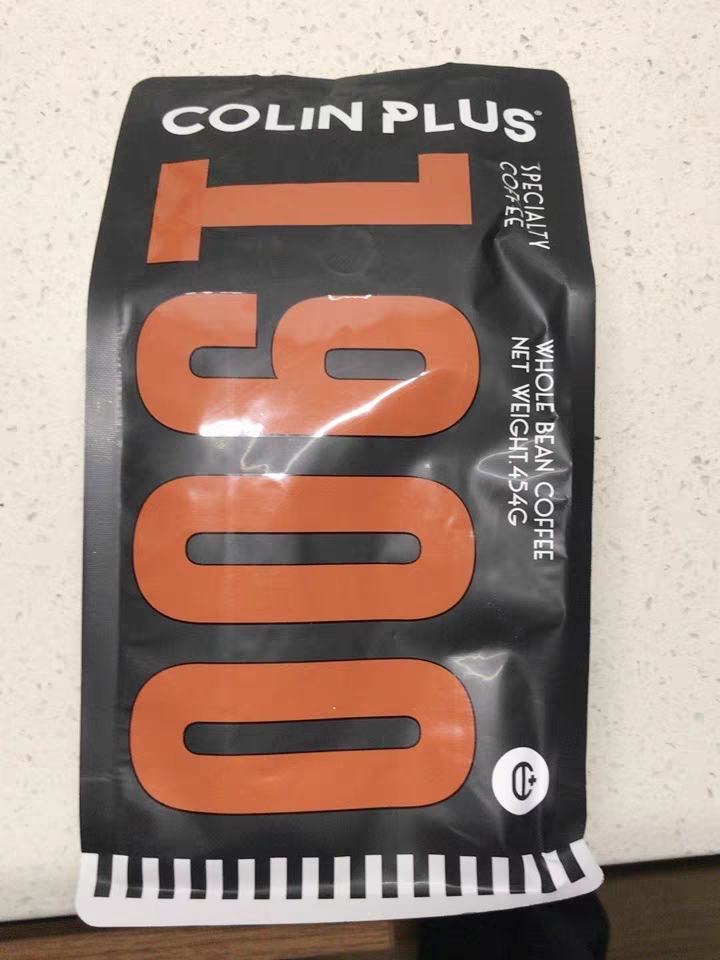 COLIN PLUS
1900
SPECIALTY
COFFEE
WHOLE BEAN COFFEE
NET WEIGHT.454G